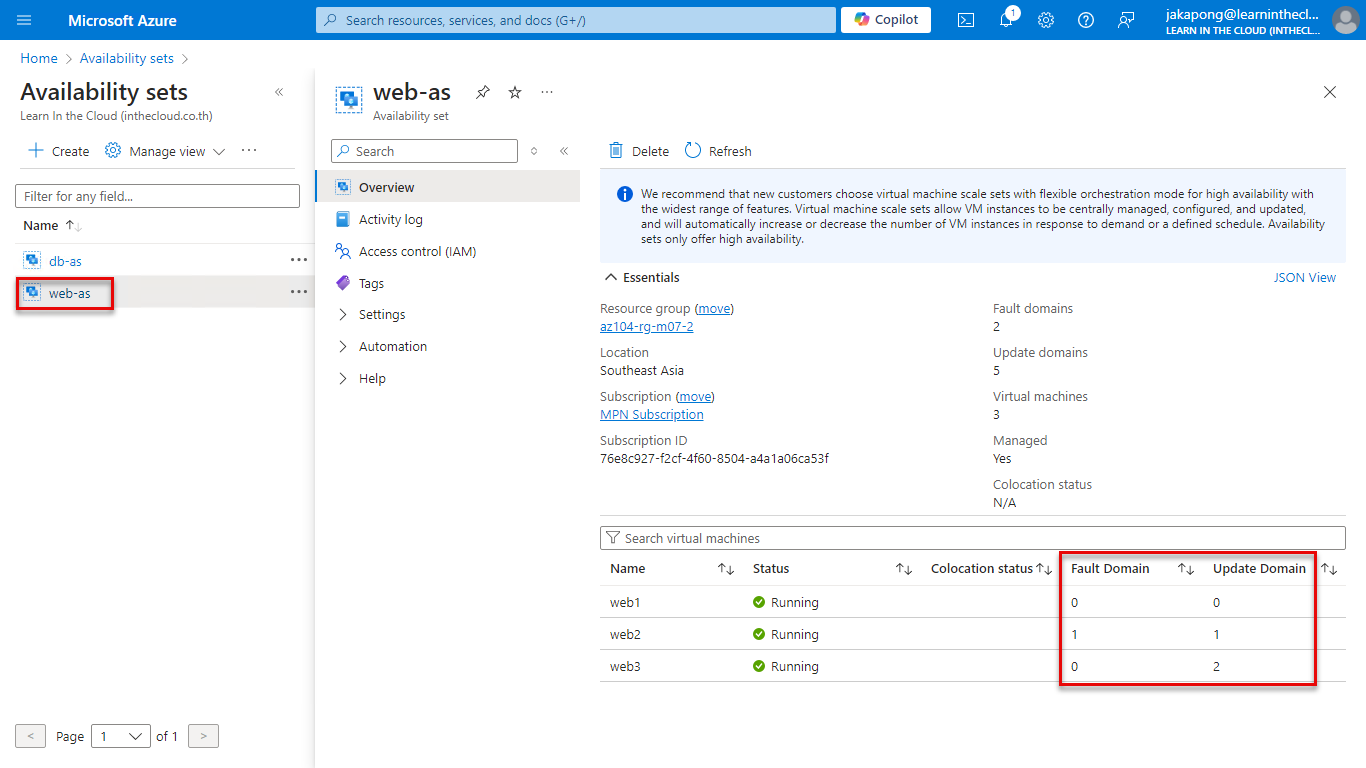 Microsoft Azure
Search resources, services, and docs (G+/)
Copilot
1
jakapong@learninthecl...
LEARN IN THE CLOUD (INTHECL...
Home > Availability sets >
Availability sets
Learn In the Cloud (inthecloud.co.th)
Create
Manage view
Filter for any field...
Name
db-as
web-as
< Page 1 of 1 >
web-as
Availability set
Search
Overview
Activity log
Access control (IAM)
Tags
Settings
Automation
Help
Delete
Refresh
We recommend that new customers choose virtual machine scale sets with flexible orchestration mode for high availability with
the widest range of features. Virtual machine scale sets allow VM instances to be centrally managed, configured, and updated,
and will automatically increase or decrease the number of VM instances in response to demand or a defined schedule. Availability
sets only offer high availability.
Essentials
JSON View
Resource group (move)
az104-rg-m07-2
Location
Southeast Asia
Subscription (move)
MPN Subscription
Subscription ID
76e8c927-f2cf-4f60-8504-a4a1a06ca53f
Fault domains
2
Update domains
5
Virtual machines
3
Managed
Yes
Colocation status
N/A
Search virtual machines
Name Status Colocation status Fault Domain Update Domain
web1 Running 0 0
web2 Running 1 1
web3 Running 0 2